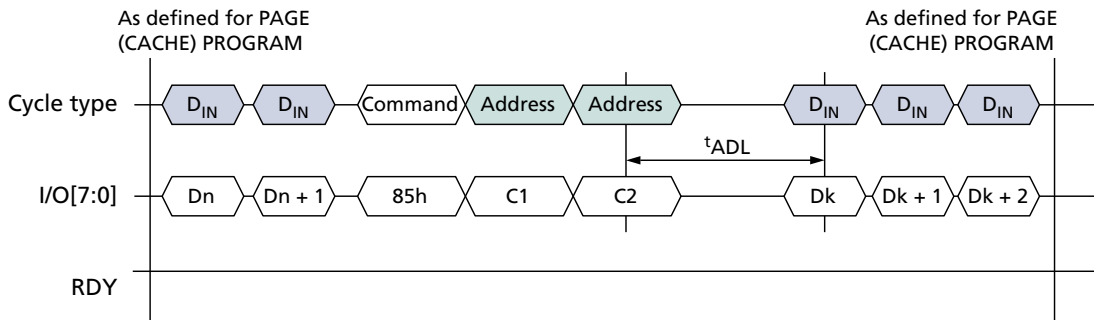 As defined for PAGE
(CACHE) PROGRAM
As defined for PAGE
(CACHE) PROGRAM
Cycle type
DIN
DIN
Command
Address
Address
DIN
DIN
DIN
tADL
I/O[7:0]
Dn
Dn + 1
85h
C1
C2
Dk
Dk + 1
Dk + 2
RDY